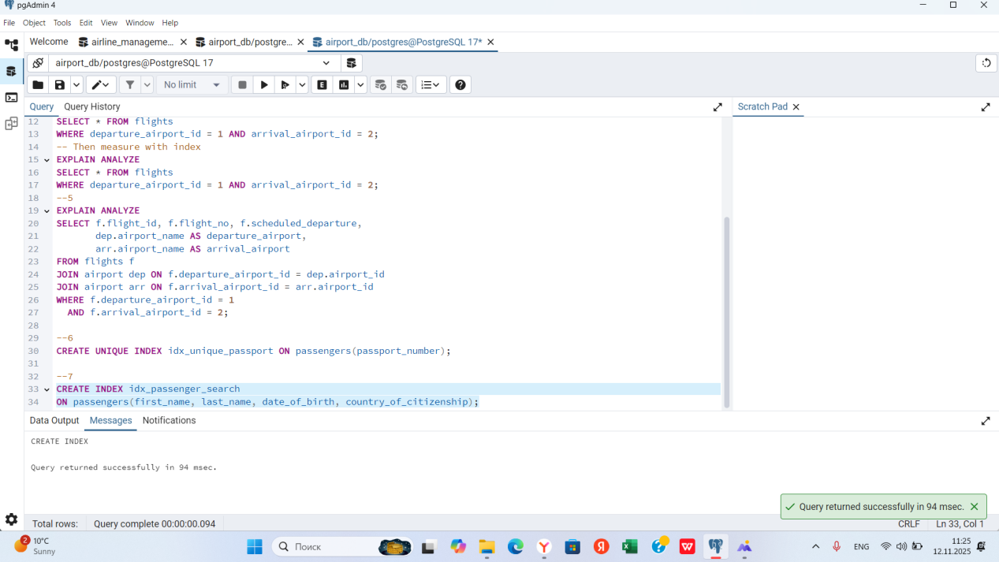 pgAdmin 4
File Object Tools Edit View Window Help
Welcome airline_manageme... airport_db/postgre... airport_db/postgres@PostgreSQL 17*
airport_db/postgres@PostgreSQL 17
No limit
E
Query Query History
Scratch Pad
12 SELECT * FROM flights
13 WHERE departure_airport_id = 1 AND arrival_airport_id = 2;
14 -- Then measure with index
15 EXPLAIN ANALYZE
16 SELECT * FROM flights
17 WHERE departure_airport_id = 1 AND arrival_airport_id = 2;
18 --5
19 EXPLAIN ANALYZE
20 SELECT f.flight_id, f.flight_no, f.scheduled_departure,
21 dep.airport_name AS departure_airport,
22 arr.airport_name AS arrival_airport
23 FROM flights f
24 JOIN airport dep ON f.departure_airport_id = dep.airport_id
25 JOIN airport arr ON f.arrival_airport_id = arr.airport_id
26 WHERE f.departure_airport_id = 1
27 AND f.arrival_airport_id = 2;
28
29 --6
30 CREATE UNIQUE INDEX idx_unique_passport ON passengers(passport_number);
31
32 --7
33 CREATE INDEX idx_passenger_search
34 ON passengers(first_name, last_name, date_of_birth, country_of_citizenship);
Data Output Messages Notifications
CREATE INDEX
Query returned successfully in 94 msec.
Query returned successfully in 94 msec.
Total rows: Query complete 00:00:00.094
CRLF Ln 33, Col 1
2
10°C
Sunny
Поиск
Я
W
ENG
11:25
12.11.2025